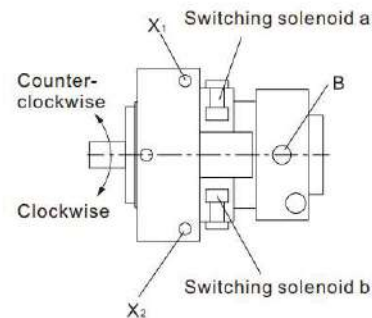 Switching solenoid a
X1
Counter-
clockwise
B
Clockwise
Switching solenoid b
X2